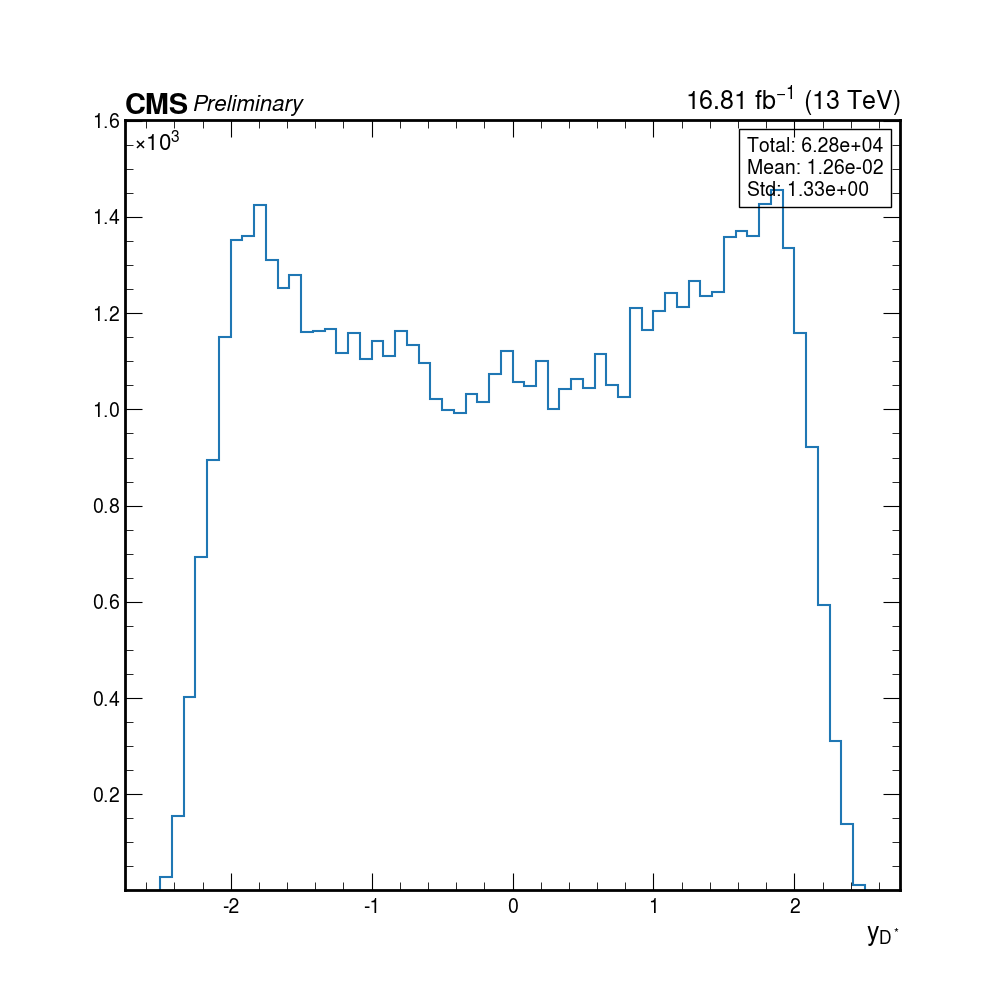 CMS Preliminary 16.81 fb⁻¹ (13 TeV)
×10³
Total: 6.28e+04
Mean: 1.26e-02
Std: 1.33e+00
1.6
1.4
1.2
1.0
0.8
0.6
0.4
0.2
-2 -1 0 1 2
y_D*